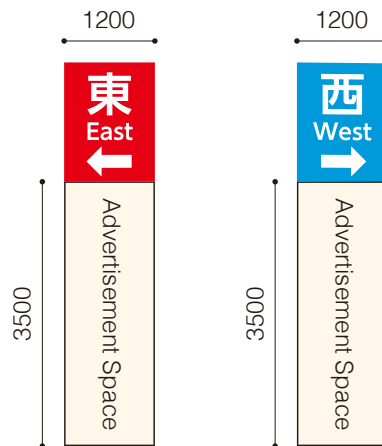 1200
東
East
3500
Advertisement Space
1200
西
West
3500
Advertisement Space